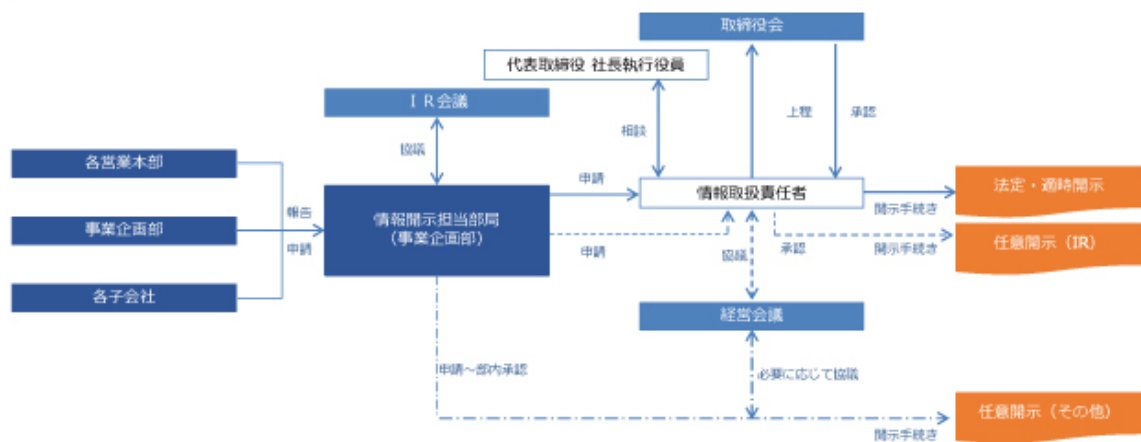 取締役会
代表取締役 社長執行役員
ＩＲ会議
上程
承認
相談
協議
各営業本部
申請
法定・適時開示
情報取扱責任者
開示手続き
報告
情報開示担当部局
（事業企画部）
事業企画部
申請
申請
協議
承認
開示手続き
任意開示（IR）
各子会社
経営会議
申請～部内承認
必要に応じて協議
任意開示（その他）
開示手続き